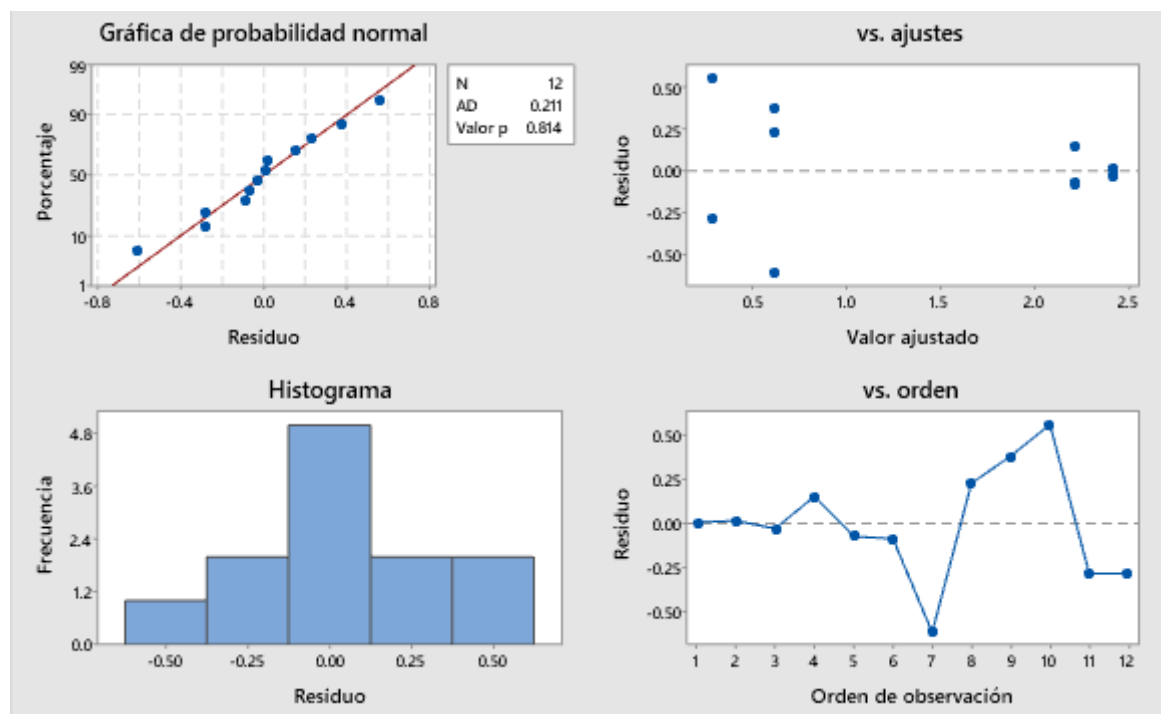 Gráfica de probabilidad normal
99
90
50
10
1
Porcentaje
-0.8 -0.4 0.0 0.4 0.8
Residuo
N 12
AD 0.211
Valor p 0.814
vs. ajustes
0.50
0.25
0.00
-0.25
-0.50
Residuo
0.5 1.0 1.5 2.0 2.5
Valor ajustado
Histograma
4.8
3.6
2.4
1.2
0.0
Frecuencia
-0.50 -0.25 0.00 0.25 0.50
Residuo
vs. orden
0.50
0.25
0.00
-0.25
-0.50
Residuo
1 2 3 4 5 6 7 8 9 10 11 12
Orden de observación